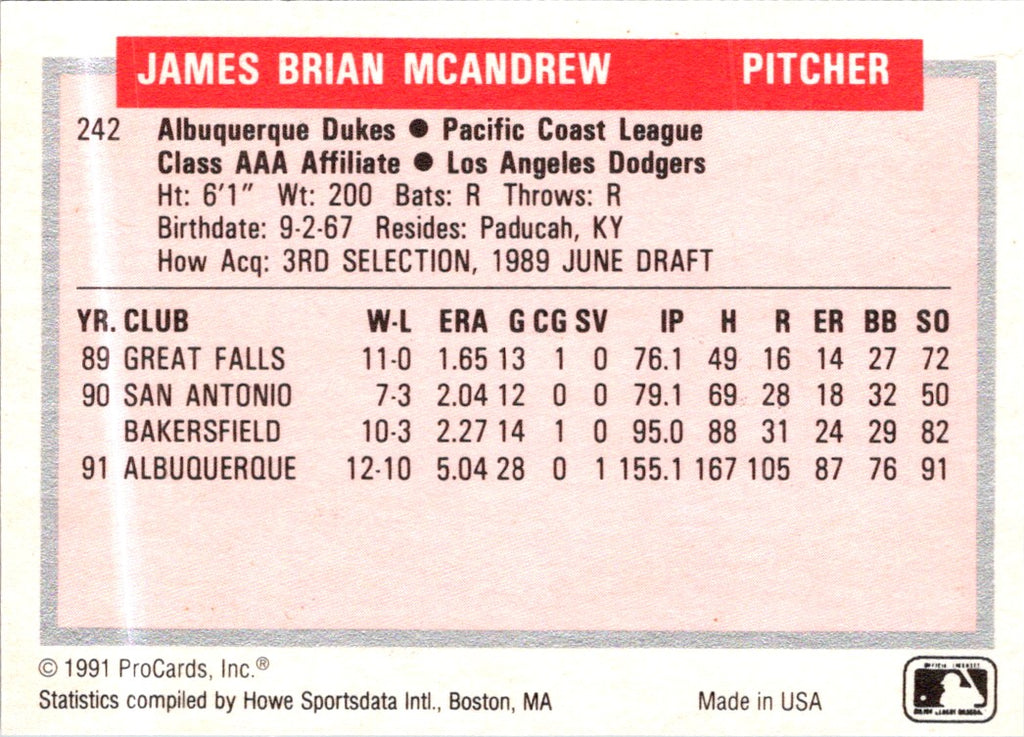 JAMES BRIAN MCANDREW PITCHER
242 Albuquerque Dukes ● Pacific Coast League
Class AAA Affiliate ● Los Angeles Dodgers
Ht: 6'1" Wt: 200 Bats: R Throws: R
Birthdate: 9-2-67 Resides: Paducah, KY
How Acq: 3RD SELECTION, 1989 JUNE DRAFT
YR. CLUB W-L ERA G CG SV IP H R ER BB SO
89 GREAT FALLS 11-0 1.65 13 1 0 76.1 49 16 14 27 72
90 SAN ANTONIO 7-3 2.04 12 0 0 79.1 69 28 18 32 50
BAKERSFIELD 10-3 2.27 14 1 0 95.0 88 31 24 29 82
91 ALBUQUERQUE 12-10 5.04 28 0 1 155.1 167 105 87 76 91
© 1991 ProCards, Inc.®
Statistics compiled by Howe Sportsdata Intl., Boston, MA Made in USA